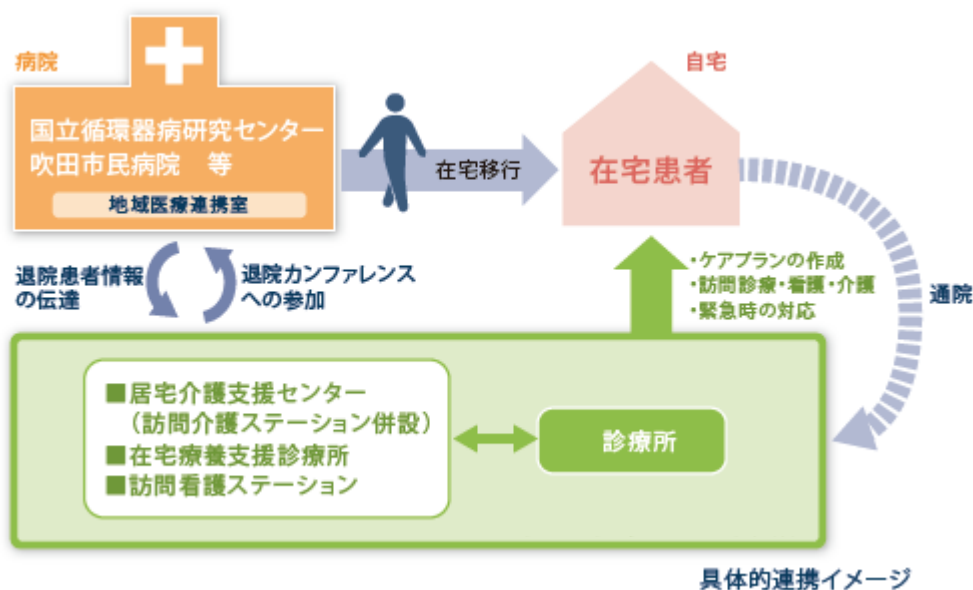 病院
国立循環器病研究センター
吹田市民病院　等
地域医療連携室
在宅移行
自宅
在宅患者
退院患者情報
の伝達
退院カンファレンス
への参加
・ケアプランの作成
・訪問診療・看護・介護
・緊急時の対応
通院
■居宅介護支援センター
（訪問介護ステーション併設）
■在宅療養支援診療所
■訪問看護ステーション
診療所
具体的連携イメージ